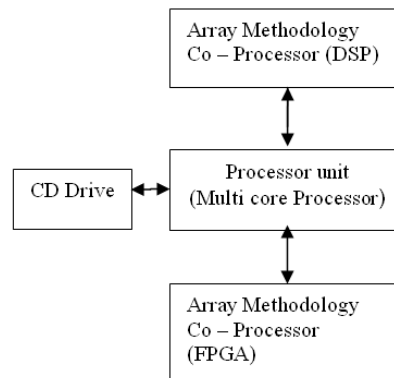 Array Methodology
Co – Processor (DSP)
CD Drive
Processor unit
(Multi core Processor)
Array Methodology
Co – Processor
(FPGA)